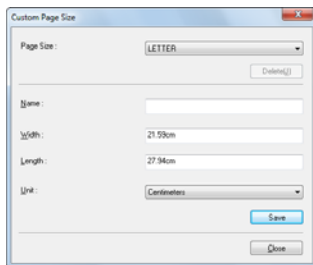 Custom Page Size
Page Size : LETTER
Delete(J)
Name :
Width : 21.59cm
Length : 27.94cm
Unit : Centimeters
Save
Close